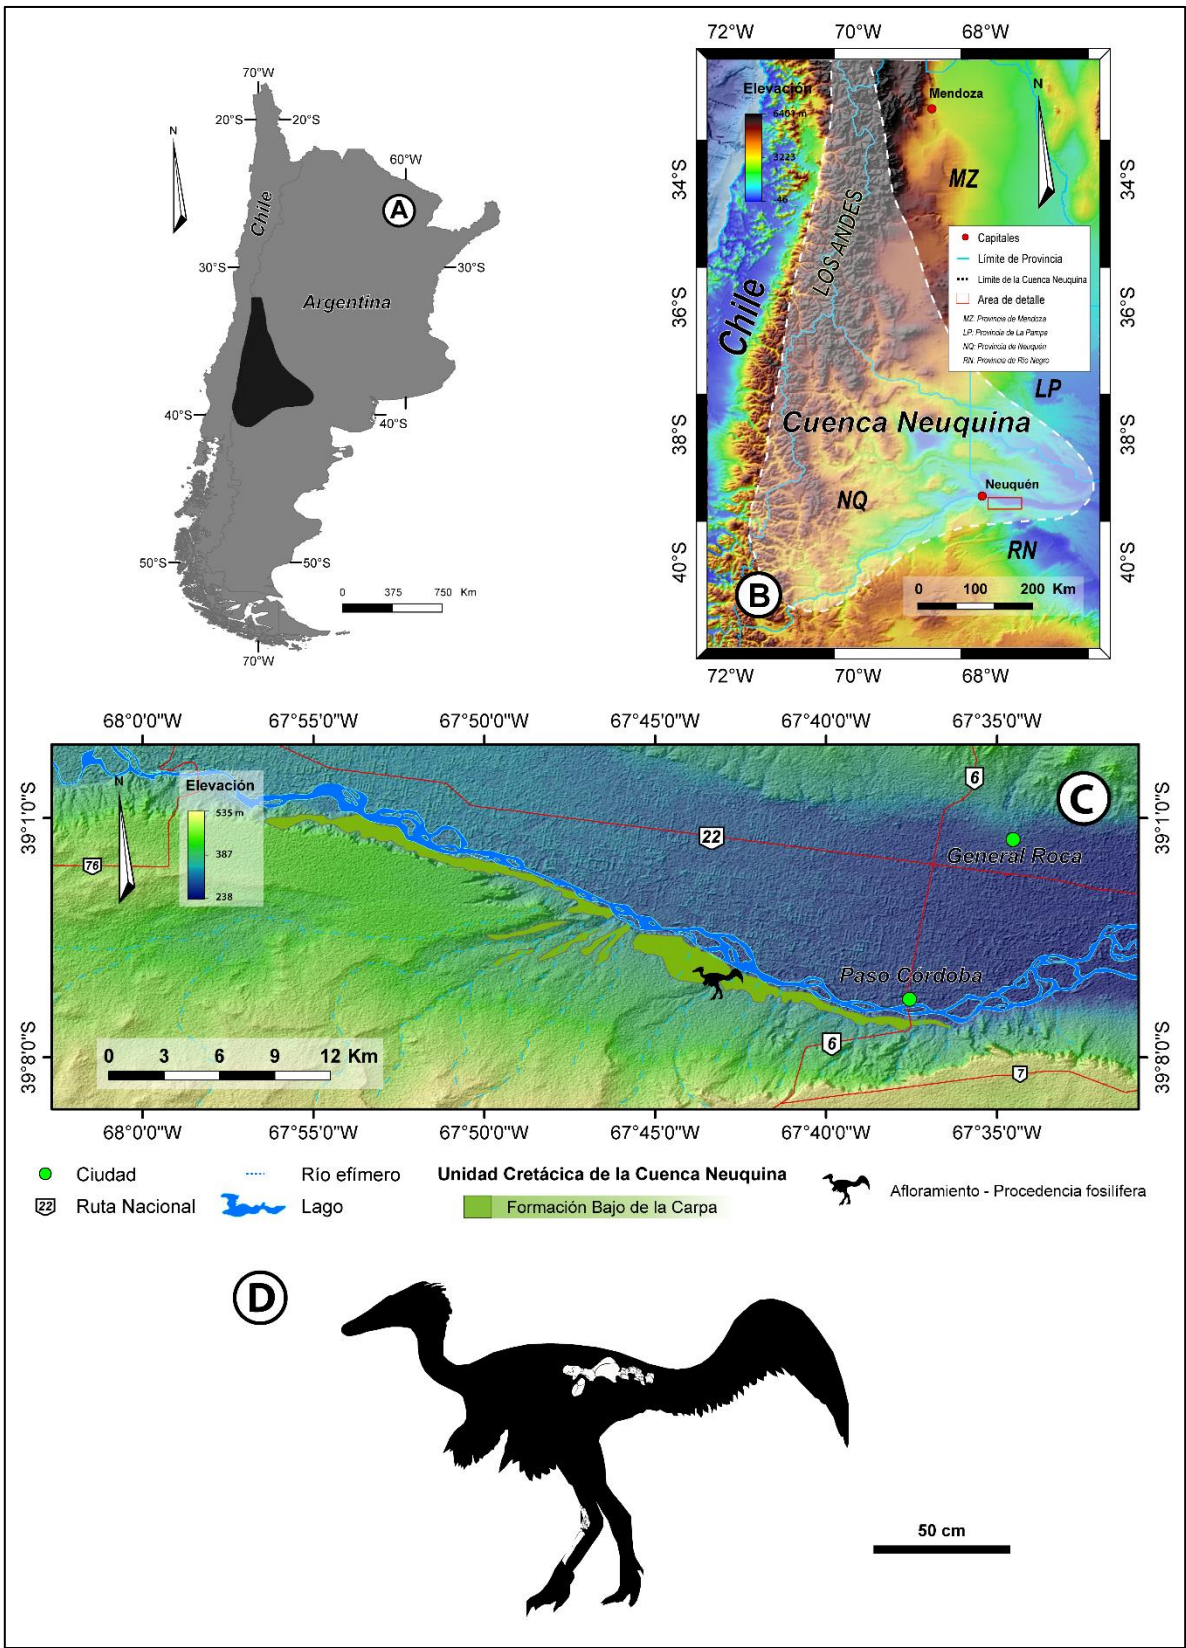 70°W
N
20°S
20°S
60°W
A
Chile
30°S
30°S
Argentina
40°S
40°S
50°S
50°S
0 375 750 Km
70°W
72°W 70°W 68°W
Elevación
6401 m
3223
-46
Mendoza
N
MZ
34°S
34°S
LOS ANDES
Capitales
Límite de Provincia
Límite de la Cuenca Neuquina
Area de detalle
MZ: Provincia de Mendoza
LP: Provincia de La Pampa
NQ: Provincia de Neuquén
RN: Provincia de Río Negro
36°S
36°S
Chile
LP
Cuenca Neuquina
38°S
38°S
Neuquén
NQ
RN
40°S
40°S
B
0 100 200 Km
72°W 70°W 68°W
68°0'0"W 67°55'0"W 67°50'0"W 67°45'0"W 67°40'0"W 67°35'0"W
N
Elevación
535 m
387
238
6
C
39°1'0"S
39°1'0"S
22
General Roca
76
Paso Córdoba
0 3 6 9 12 Km
6
7
39°8'0"S
39°8'0"S
68°0'0"W 67°55'0"W 67°50'0"W 67°45'0"W 67°40'0"W 67°35'0"W
Ciudad
Río efímero
Unidad Cretácica de la Cuenca Neuquina
22 Ruta Nacional
Lago
Formación Bajo de la Carpa
Afloramiento - Procedencia fosilífera
D
50 cm